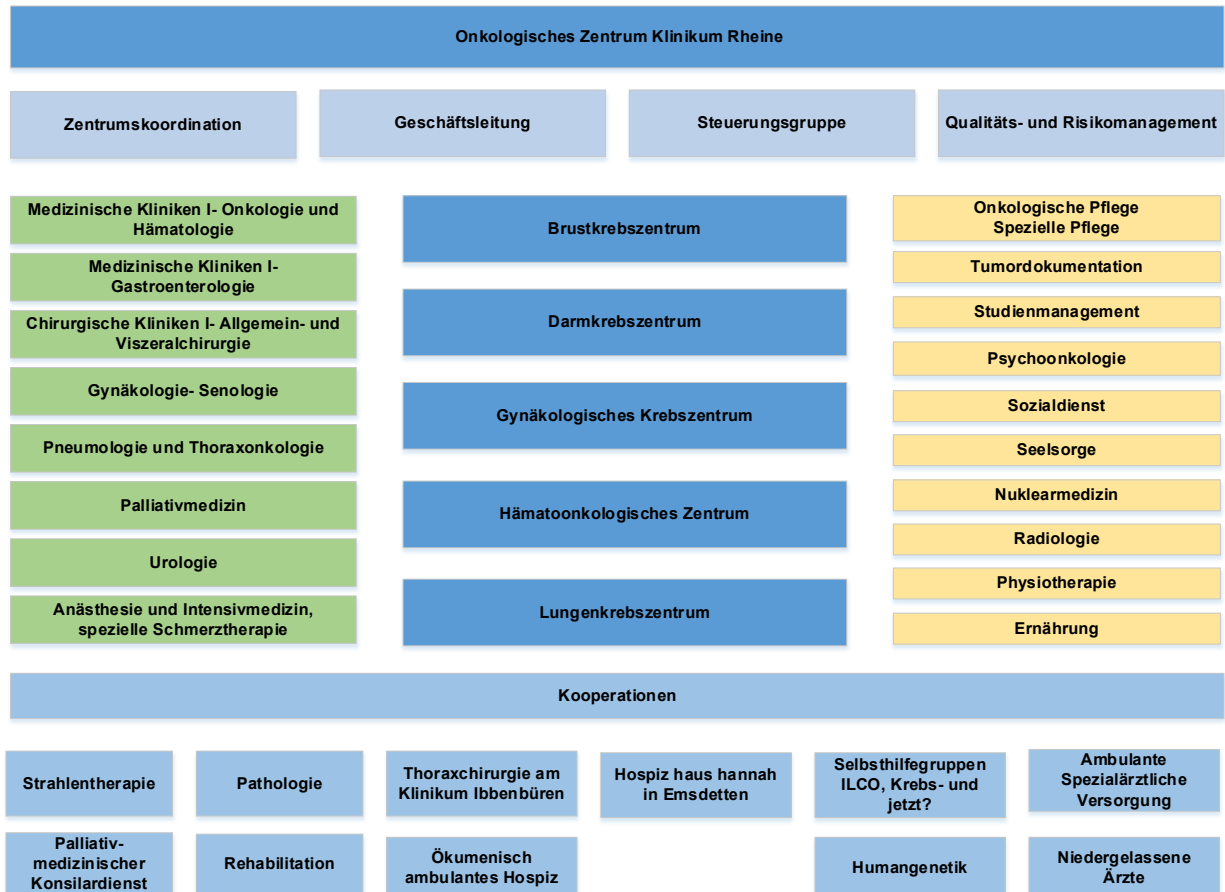 Onkologisches Zentrum Klinikum Rheine
Zentrumskoordination
Geschäftsleitung
Steuerungsgruppe
Qualitäts- und Risikomanagement
Medizinische Kliniken I- Onkologie und
Hämatologie
Medizinische Kliniken I-
Gastroenterologie
Chirurgische Kliniken I- Allgemein- und
Viszeralchirurgie
Gynäkologie- Senologie
Pneumologie und Thoraxonkologie
Palliativmedizin
Urologie
Anästhesie und Intensivmedizin,
spezielle Schmerztherapie
Brustkrebszentrum
Darmkrebszentrum
Gynäkologisches Krebszentrum
Hämatoonkologisches Zentrum
Lungenkrebszentrum
Onkologische Pflege
Spezielle Pflege
Tumordokumentation
Studienmanagement
Psychoonkologie
Sozialdienst
Seelsorge
Nuklearmedizin
Radiologie
Physiotherapie
Ernährung
Kooperationen
Strahlentherapie
Pathologie
Thoraxchirurgie am
Klinikum Ibbenbüren
Hospiz haus hannah
in Emsdetten
Selbsthilfegruppen
ILCO, Krebs- und
jetzt?
Ambulante
Spezialärztliche
Versorgung
Palliativ-
medizinischer
Konsilardienst
Rehabilitation
Ökumenisch
ambulantes Hospiz
Humangenetik
Niedergelassene
Ärzte